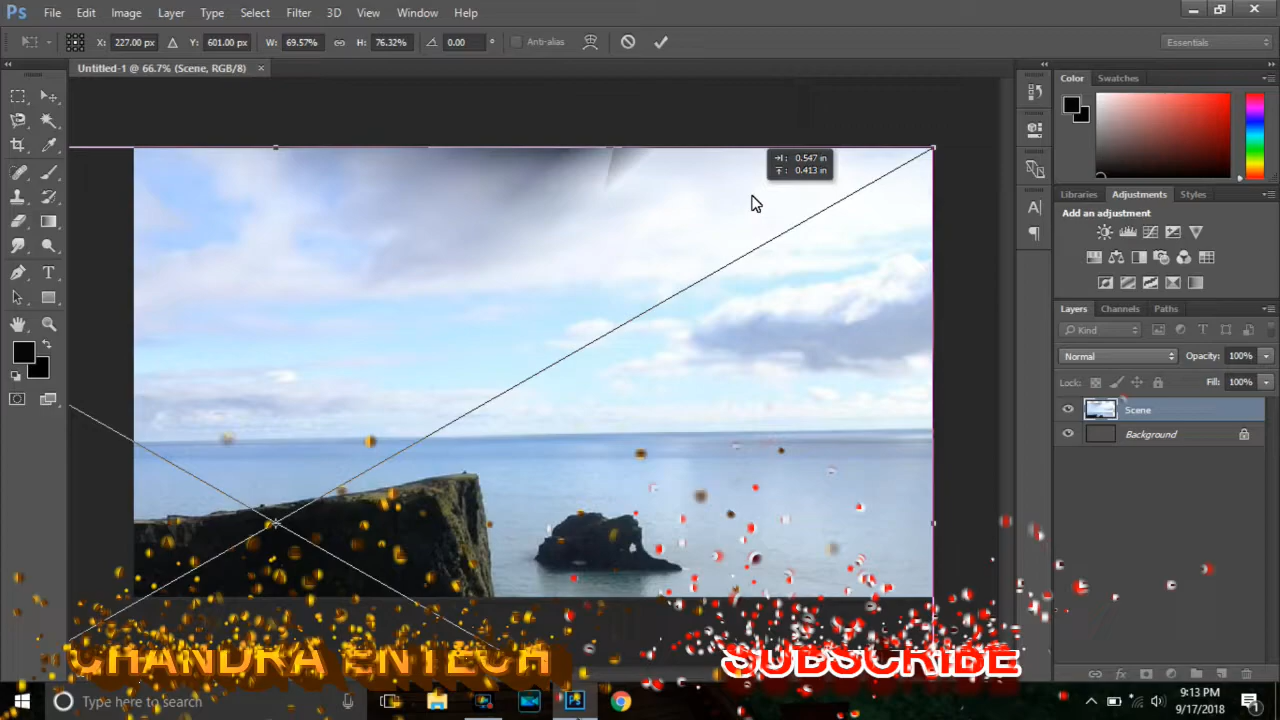 Ps File Edit Image Layer Type Select Filter 3D View Window Help
X: 227.00 px Y: 601.00 px W: 69.57% H: 76.32% 0.00 ° Anti-alias Essentials
Untitled-1 @ 66.7% (Scene, RGB/8) ×
Color Swatches
0.547 in
0.413 in
Libraries Adjustments Styles
Add an adjustment
Layers Channels Paths
Kind
Normal Opacity: 100%
Lock: Fill: 100%
Scene
Background
CHANDRA ENTECH SUBSCRIBE
Type here to search
9:13 PM
9/17/2018